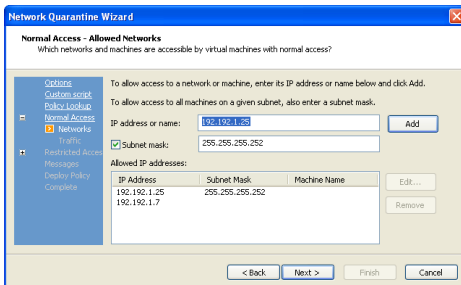 Network Quarantine Wizard
Normal Access - Allowed Networks
Which networks and machines are accessible by virtual machines with normal access?
Options
Custom script
Policy Lookup
Normal Access
Networks
Traffic
Restricted Acces
Messages
Deploy Policy
Complete
To allow access to a network or machine, enter its IP address or name below and click Add.
To allow access to all machines on a given subnet, also enter a subnet mask.
IP address or name: 192.192.1.25 Add
Subnet mask: 255.255.255.252
Allowed IP addresses:
IP Address Subnet Mask Machine Name
192.192.1.25 255.255.255.252
192.192.1.7
Edit...
Remove
< Back Next > Finish Cancel